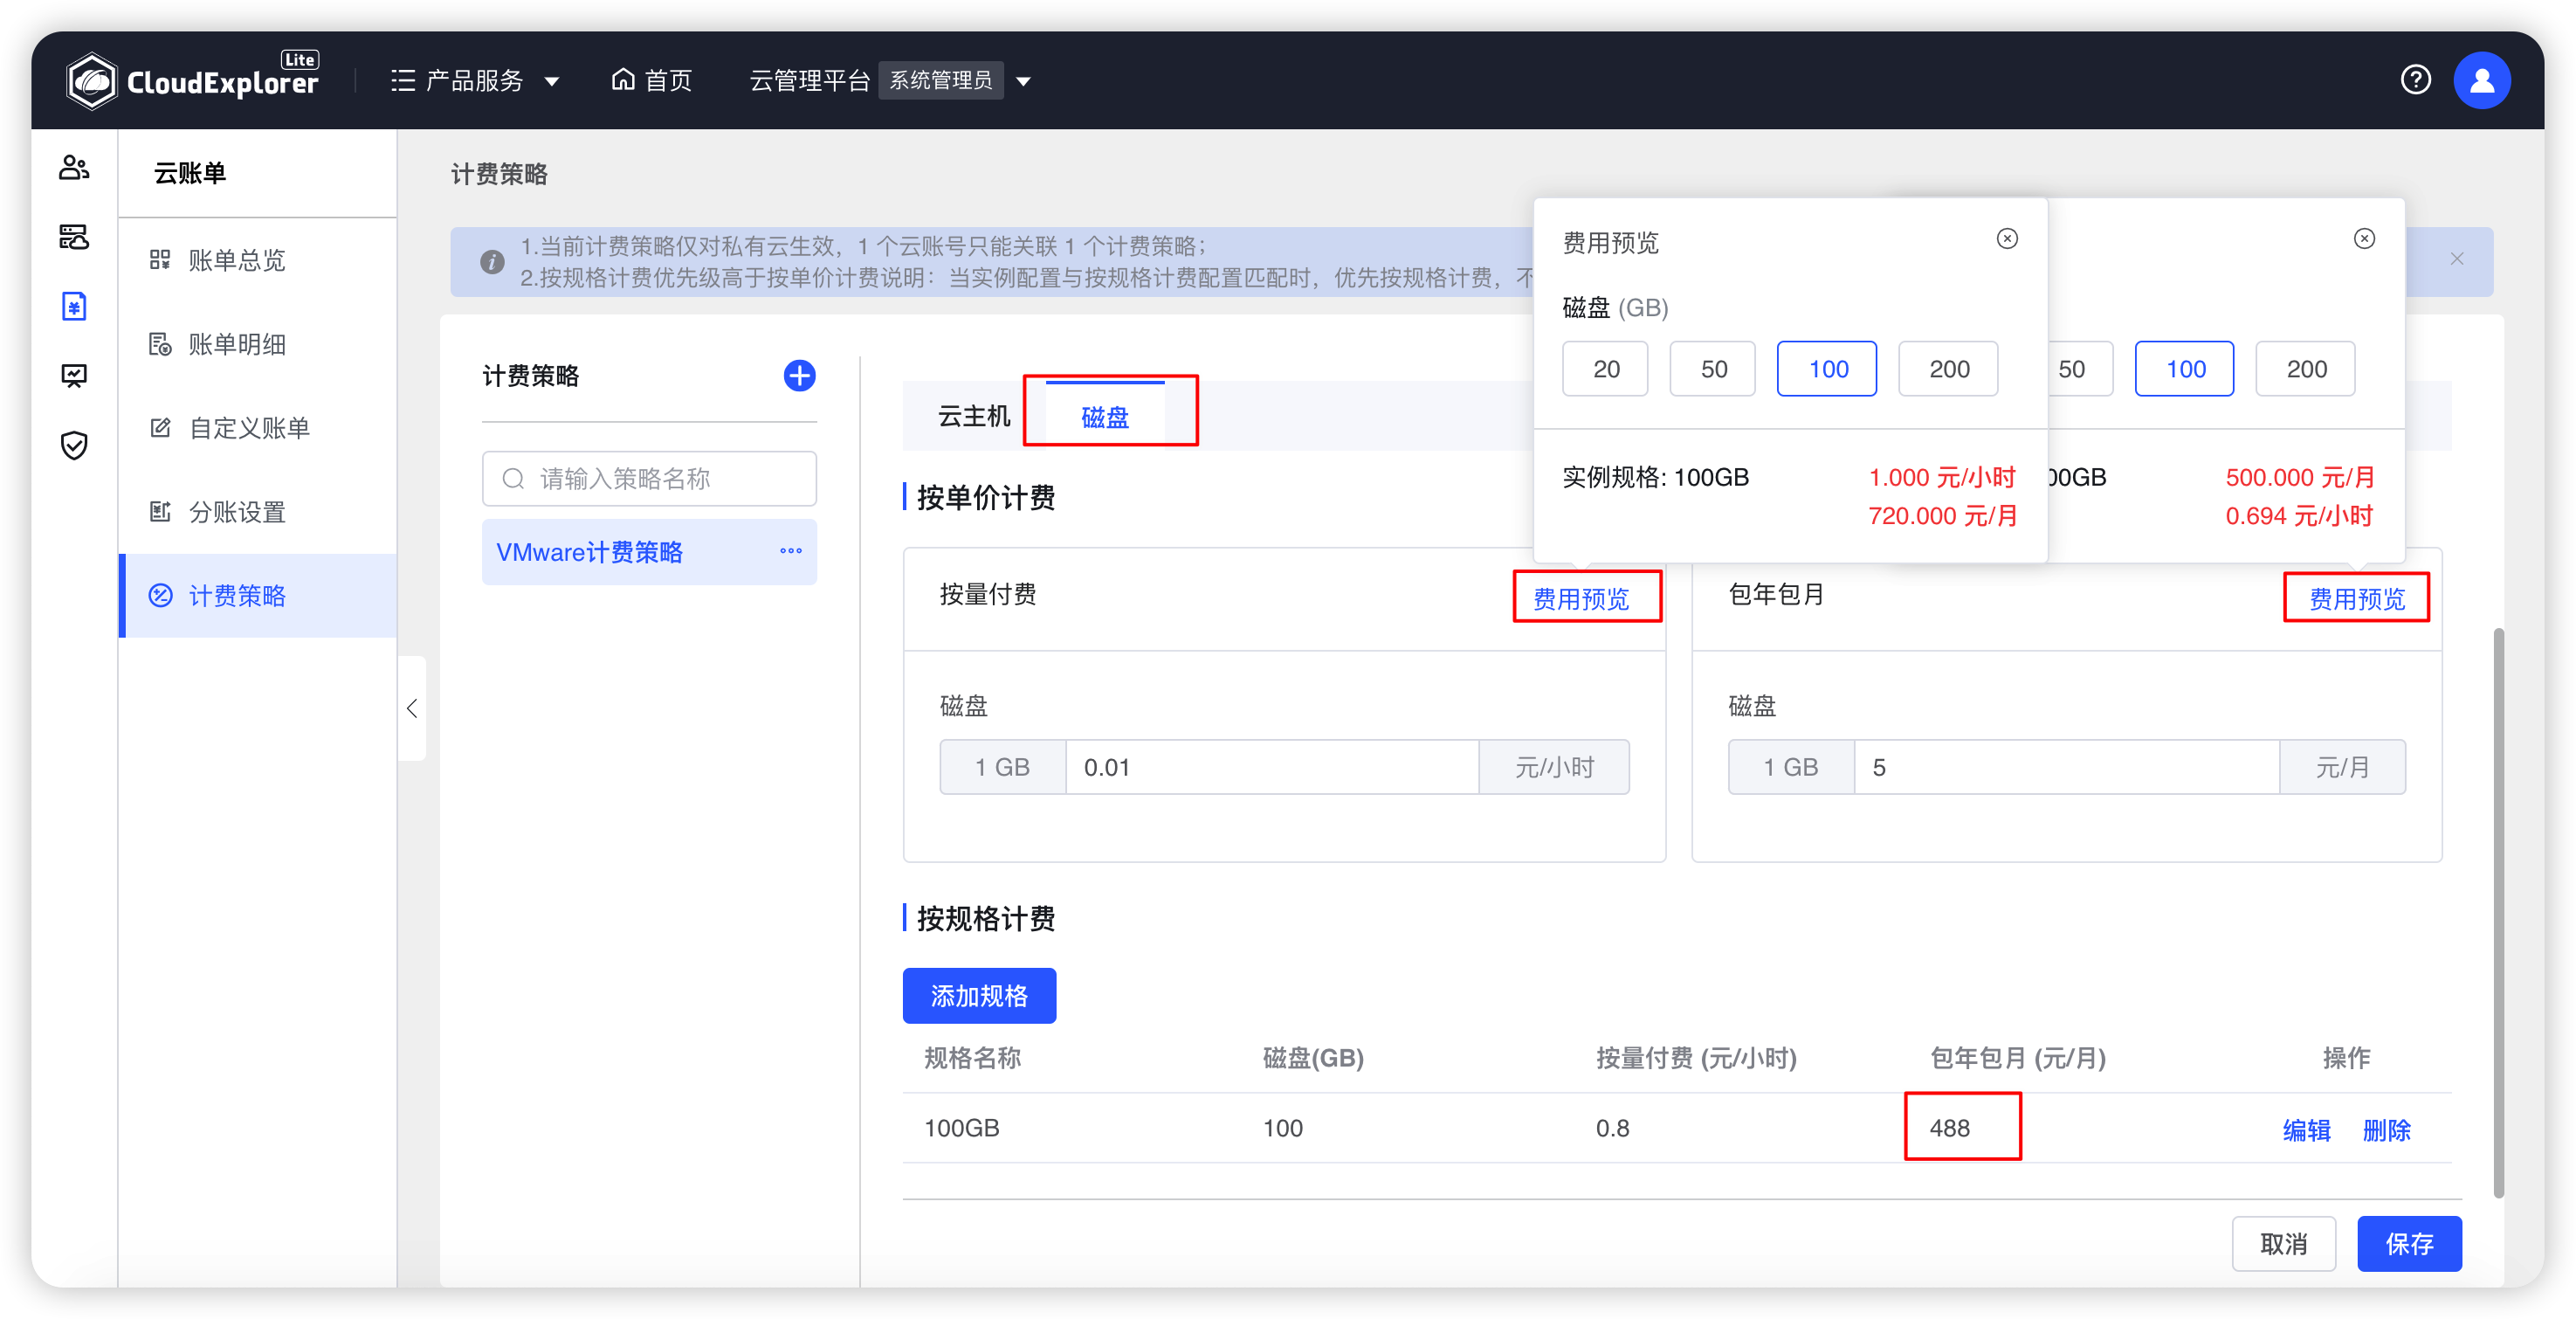 CloudExplorer Lite
产品服务
首页
云管理平台 系统管理员
云账单
账单总览
账单明细
自定义账单
分账设置
计费策略
计费策略
1.当前计费策略仅对私有云生效，1 个云账号只能关联 1 个计费策略；
2.按规格计费优先级高于按单价计费说明：当实例配置与按规格计费配置匹配时，优先按规格计费，不
计费策略
请输入策略名称
VMware计费策略
云主机
磁盘
费用预览
磁盘 (GB)
20 50 100 200
实例规格: 100GB 1.000 元/小时
720.000 元/月
50 100 200
00GB 500.000 元/月
0.694 元/小时
按单价计费
按量付费 费用预览
磁盘
1 GB 0.01 元/小时
包年包月 费用预览
磁盘
1 GB 5 元/月
按规格计费
添加规格
规格名称 磁盘(GB) 按量付费 (元/小时) 包年包月 (元/月) 操作
100GB 100 0.8 488 编辑 删除
取消 保存